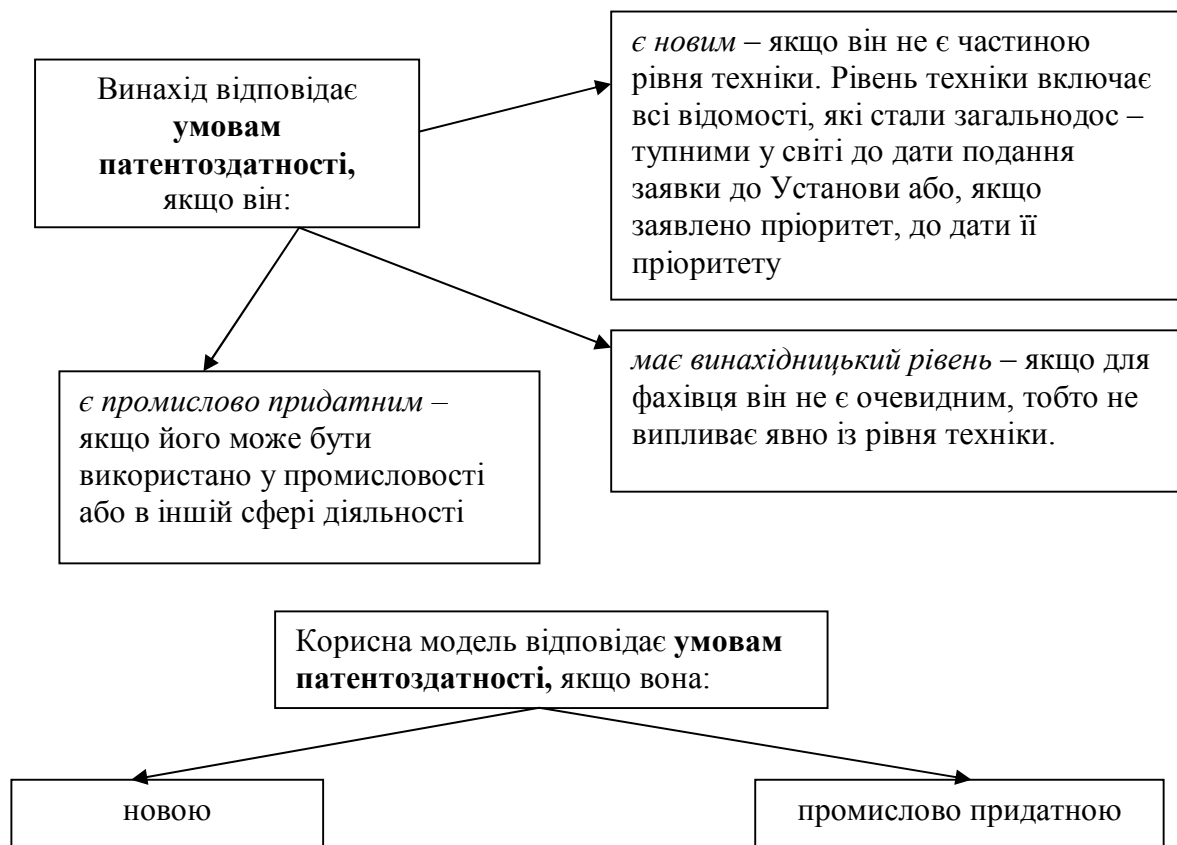 Винахід відповідає
умовам
патентоздатності,
якщо він:
є новим – якщо він не є частиною
рівня техніки. Рівень техніки включає
всі відомості, які стали загальнодос –
тупними у світі до дати подання
заявки до Установи або, якщо
заявлено пріоритет, до дати її
пріоритету
є промислово придатним –
якщо його може бути
використано у промисловості
або в іншій сфері діяльності
має винахідницький рівень – якщо для
фахівця він не є очевидним, тобто не
випливає явно із рівня техніки.
Корисна модель відповідає умовам
патентоздатності, якщо вона:
новою
промислово придатною